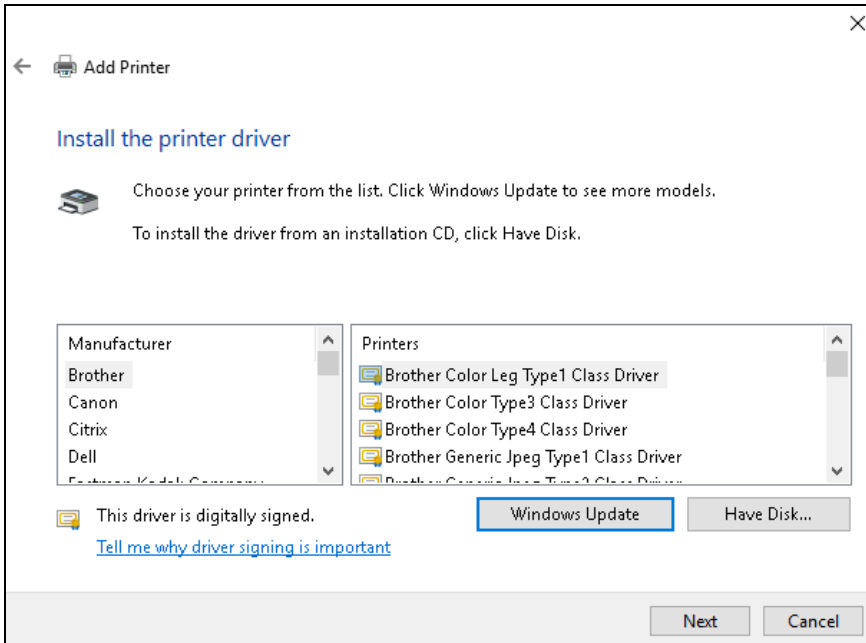 Add Printer
Install the printer driver
Choose your printer from the list. Click Windows Update to see more models.
To install the driver from an installation CD, click Have Disk.
Manufacturer
Brother
Canon
Citrix
Dell
Printers
Brother Color Leg Type1 Class Driver
Brother Color Type3 Class Driver
Brother Color Type4 Class Driver
Brother Generic Jpeg Type1 Class Driver
This driver is digitally signed.
Tell me why driver signing is important
Windows Update
Have Disk...
Next
Cancel